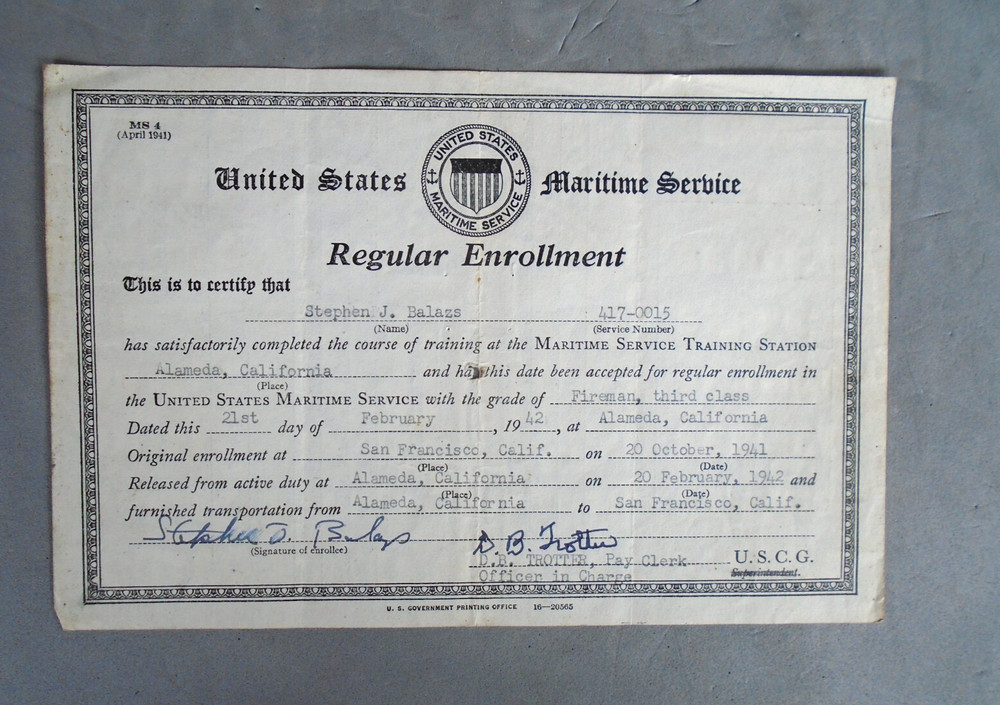 MS 4
(April 1941)
United States Maritime Service
UNITED STATES MARITIME SERVICE
Regular Enrollment
This is to certify that
Stephen J. Balazs 417-0015
(Name) (Service Number)
has satisfactorily completed the course of training at the MARITIME SERVICE TRAINING STATION
Alameda, California and has this date been accepted for regular enrollment in
(Place)
the UNITED STATES MARITIME SERVICE with the grade of Fireman, third class
Dated this 21st day of February, 19 42, at Alameda, California
Original enrollment at San Francisco, Calif. on 20 October, 1941
(Place) (Date)
Released from active duty at Alameda, California on 20 February, 1942 and
(Place) (Date)
furnished transportation from Alameda, California to San Francisco, Calif.
Stephen J. Balazs D. B. Trotter
(Signature of enrollee)
D.B. TROTTER, Pay Clerk U.S.C.G.
Officer in Charge Superintendent.
U. S. GOVERNMENT PRINTING OFFICE 16—20565